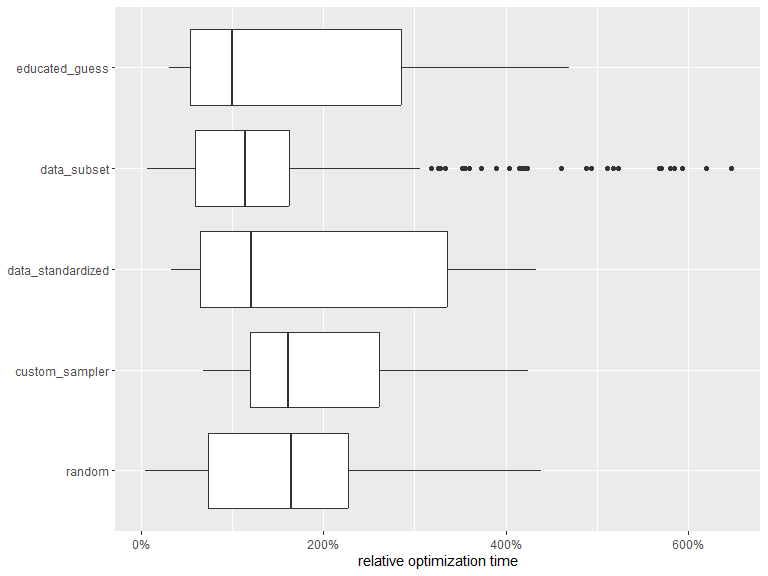 educated_guess
data_subset
data_standardized
custom_sampler
random
0%
200%
400%
600%
relative optimization time